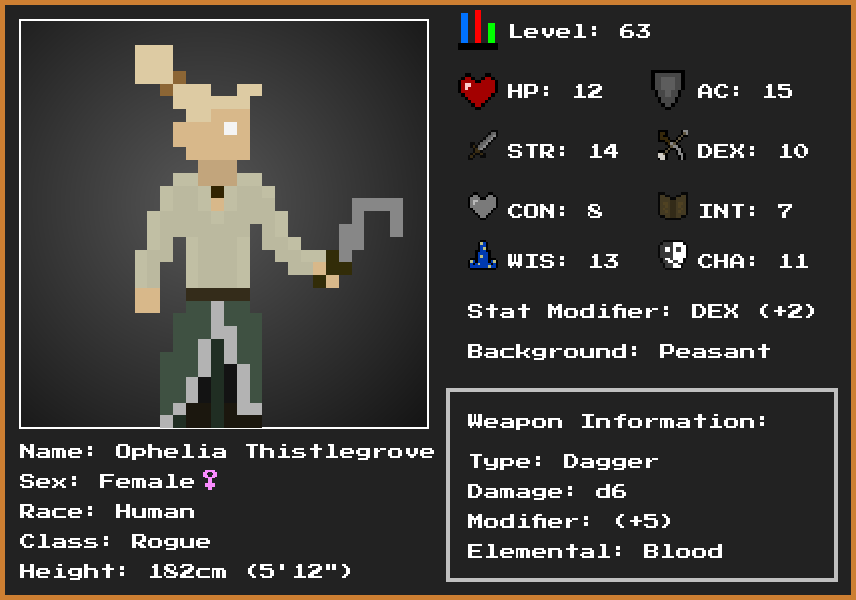 Level: 63
HP: 12 AC: 15
STR: 14 DEX: 10
CON: 8 INT: 7
WIS: 13 CHA: 11
Stat Modifier: DEX (+2)
Background: Peasant
Weapon Information:
Type: Dagger
Damage: d6
Modifier: (+5)
Elemental: Blood
Name: Ophelia Thistlegrove
Sex: Female♀
Race: Human
Class: Rogue
Height: 182cm (5'12")